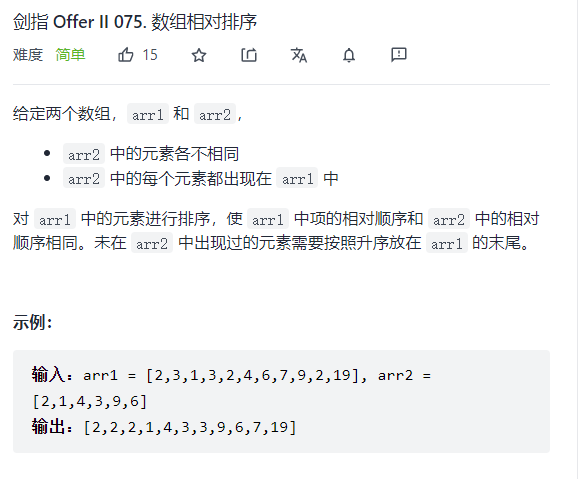 剑指 Offer II 075. 数组相对排序
难度 简单 15
给定两个数组，arr1 和 arr2，
• arr2 中的元素各不相同
• arr2 中的每个元素都出现在 arr1 中
对 arr1 中的元素进行排序，使 arr1 中项的相对顺序和 arr2 中的相对
顺序相同。未在 arr2 中出现过的元素需要按照升序放在 arr1 的末尾。
示例：
输入：arr1 = [2,3,1,3,2,4,6,7,9,2,19], arr2 =
[2,1,4,3,9,6]
输出：[2,2,2,1,4,3,3,9,6,7,19]